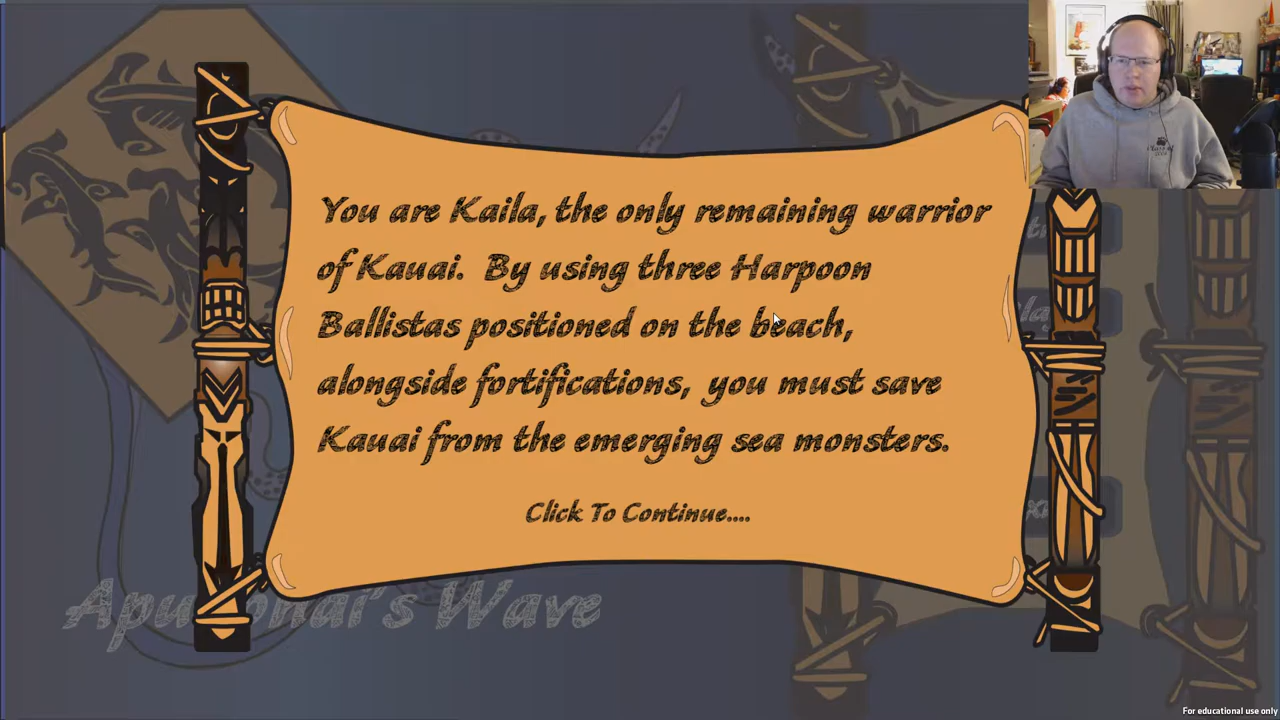 You are Kaila, the only remaining warrior
of Kauai. By using three Harpoon
Ballistas positioned on the beach,
alongside fortifications, you must save
Kauai from the emerging sea monsters.
Click To Continue....
Wave
For educational use only